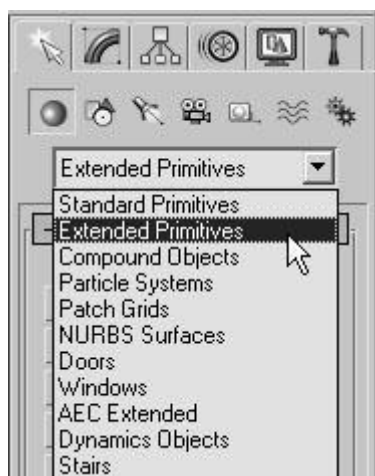 Extended Primitives
Standard Primitives
Extended Primitives
Compound Objects
Particle Systems
Patch Grids
NURBS Surfaces
Doors
Windows
AEC Extended
Dynamics Objects
Stairs